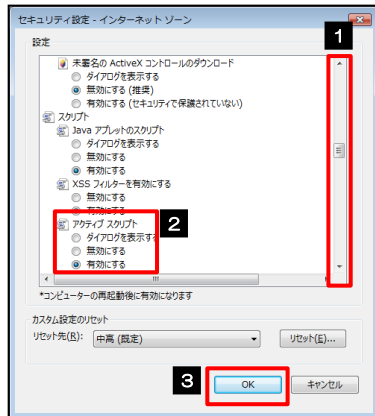 セキュリティ設定 - インターネット ゾーン
1
設定
未署名の ActiveX コントロールのダウンロード
ダイアログを表示する
無効にする (推奨)
有効にする (セキュリティで保護されていない)
スクリプト
Java アプレットのスクリプト
ダイアログを表示する
無効にする
有効にする
XSS フィルターを有効にする
無効にする
有効にする
アクティブ スクリプト
2
ダイアログを表示する
無効にする
有効にする
*コンピューターの再起動後に有効になります
カスタム設定のリセット
リセット先(R): 中高 (既定) リセット(E)...
3
OK キャンセル